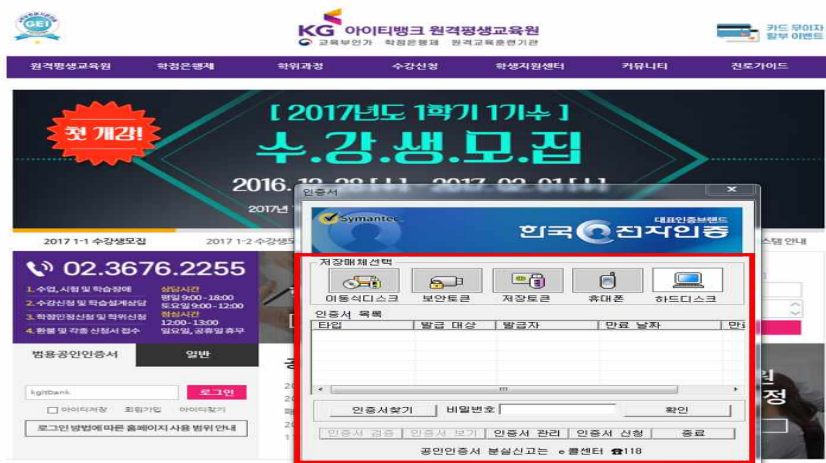 GEI
KG 아이티뱅크 원격평생교육원
교육부인가 학점은행제 원격교육훈련기관
카드 무이자
할부 이벤트
원격평생교육원 학점은행제 학위과정 수강신청 학생지원센터 커뮤니티 진로가이드
첫 개강!
[ 2017년도 1학기 1기수 ]
수.강.생.모.집
2016.
2017년
인증서
x
Symantec.
대표인증브랜드
한국전자인증
2017 1-1 수강생모집 2017 1-2 수강생모
스템 안내
02.3676.2255
1. 수업, 시험 및 학습장애
2. 수강신청 및 학습설계상담
3. 학점인정신청 및 학위신청
4. 환불 및 각종 신청서 접수
상담시간
평일 9:00 - 18:00
토요일 9:00 - 12:00
점심시간
12:00 - 13:00
일요일, 공휴일 휴무
저장매체선택
이동식디스크 보안토큰 저장토큰 휴대폰 하드디스크
인증서 목록
타입 발급 대상 발급자 만료 날짜
범용공인인증서 일반
kgitbank
로그인
아이디저장 회원가입 아이디찾기
로그인 방법에 따른 홈페이지 사용 범위 안내
인증서찾기 비밀번호 확인
인증서 검증 인증서 보기 인증서 관리 인증서 신청 종료
공인인증서 분실신고는 e콜센터 ☎118
원
정